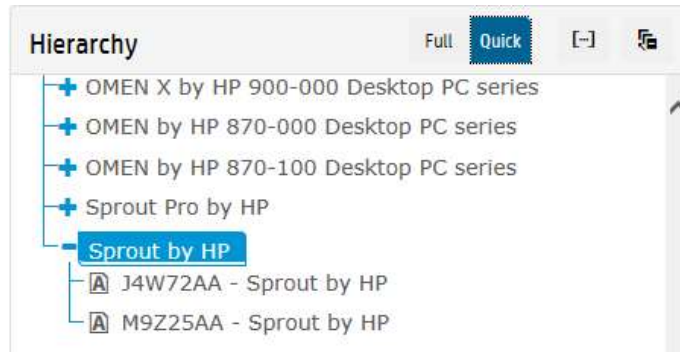 Hierarchy Full Quick [--]
OMEN X by HP 900-000 Desktop PC series
OMEN by HP 870-000 Desktop PC series
OMEN by HP 870-100 Desktop PC series
Sprout Pro by HP
Sprout by HP
A J4W72AA - Sprout by HP
A M9Z25AA - Sprout by HP